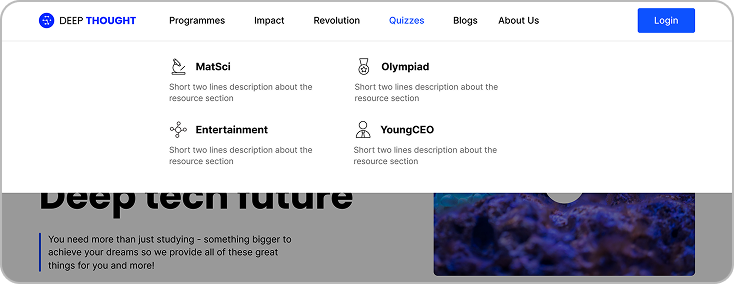 DEEP THOUGHT Programmes Impact Revolution Quizzes Blogs About Us Login
MatSci
Short two lines description about the
resource section
Olympiad
Short two lines description about the
resource section
Entertainment
Short two lines description about the
resource section
YoungCEO
Short two lines description about the
resource section
Deep tech future
You need more than just studying - something bigger to
achieve your dreams so we provide all of these great
things for you and more!